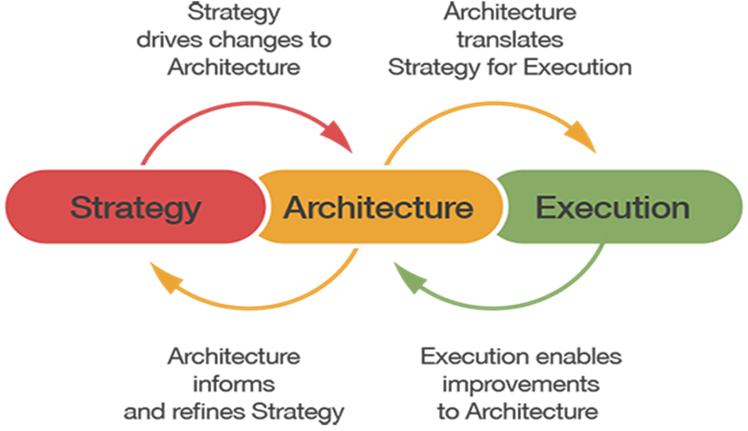 Strategy
drives changes to
Architecture
Architecture
translates
Strategy for Execution
Strategy
Architecture
Execution
Architecture
informs
and refines Strategy
Execution enables
improvements
to Architecture